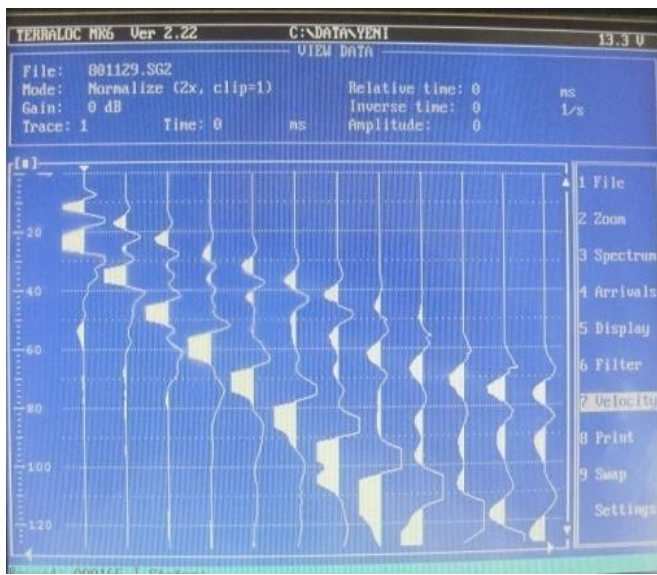 TERRALOC MK6 Ver 2.22 C:\DATA\YENI 13.3 V
VIEW DATA
File: 001129.SG2
Mode: Normalize (2x, clip=1) Relative time: 0 ms
Gain: 0 dB Inverse time: 0 1/s
Trace: 1 Time: 0 ms Amplitude: 0
1 File
20
2 Zoom
3 Spectrum
40
4 Arrivals
5 Display
60
6 Filter
7 Velocity
80
8 Print
100
9 Swap
Settings
120